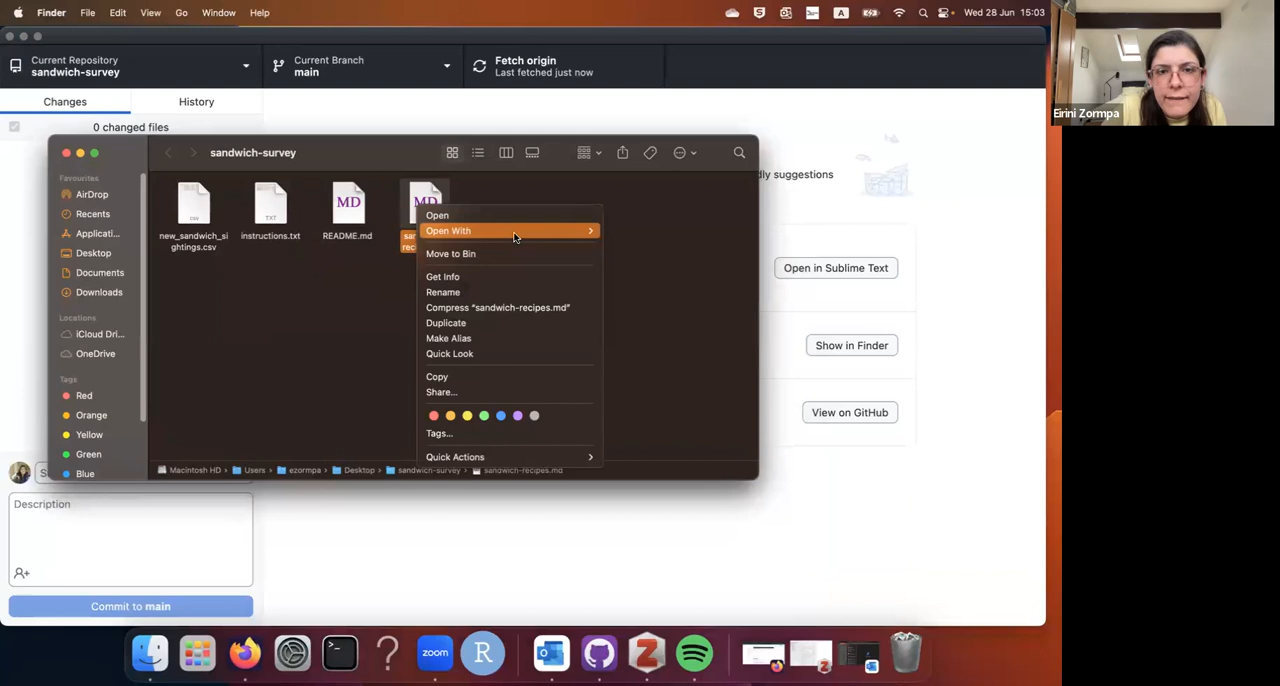 Finder File Edit View Go Window Help
A
Wed 28 Jun 15:03
Current Repository
sandwich-survey
Current Branch
main
Fetch origin
Last fetched just now
Changes
History
0 changed files
sandwich-survey
Favourites
AirDrop
Recents
Applicati...
Desktop
Documents
Downloads
Locations
iCloud Dri...
OneDrive
Tags
Red
Orange
Yellow
Green
Blue
CSV
new_sandwich_si
ghtings.csv
TXT
instructions.txt
MD
README.md
MD
Open
Open With
Move to Bin
Get Info
Rename
Compress “sandwich-recipes.md”
Duplicate
Make Alias
Quick Look
Copy
Share...
Tags...
Quick Actions
Macintosh HD › Users › ezormpa › Desktop › sandwich-survey › sandwich-recipes.md
dly suggestions
Open in Sublime Text
Show in Finder
View on GitHub
Description
Commit to main
zoom
R
Z
Eirini Zormpa